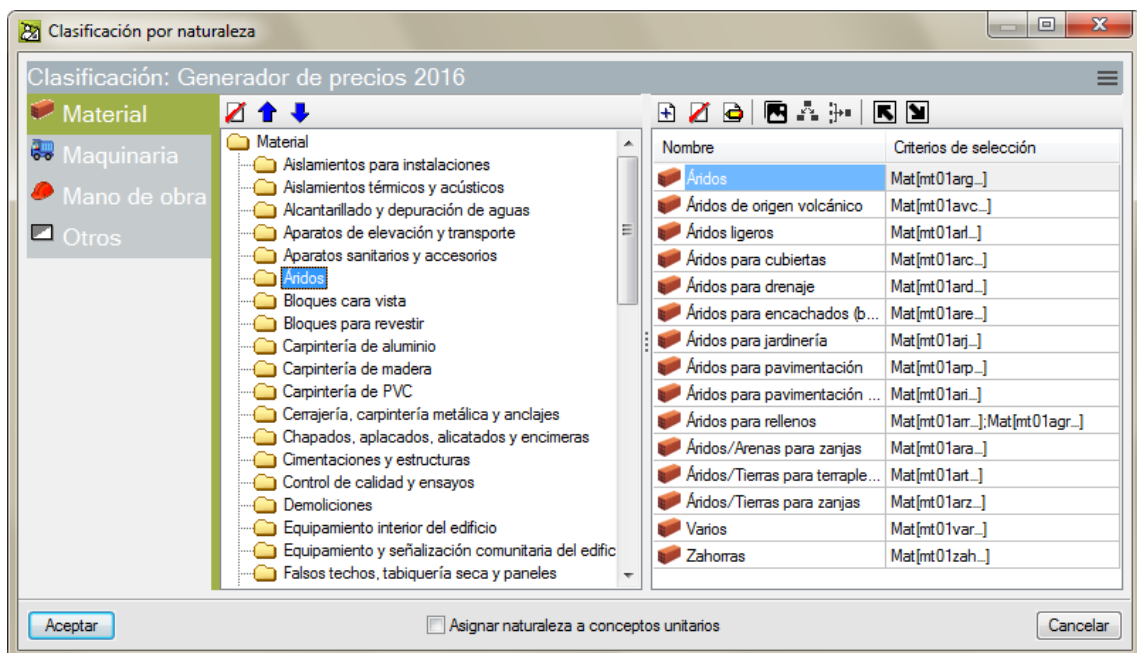 Clasificación por naturaleza
Clasificación: Generador de precios 2016
Material
Maquinaria
Mano de obra
Otros
Material
Aislamientos para instalaciones
Aislamientos térmicos y acústicos
Alcantarillado y depuración de aguas
Aparatos de elevación y transporte
Aparatos sanitarios y accesorios
Áridos
Bloques cara vista
Bloques para revestir
Carpintería de aluminio
Carpintería de madera
Carpintería de PVC
Cerrajería, carpintería metálica y anclajes
Chapados, aplacados, alicatados y encimeras
Cimentaciones y estructuras
Control de calidad y ensayos
Demoliciones
Equipamiento interior del edificio
Equipamiento y señalización comunitaria del edific
Falsos techos, tabiquería seca y paneles
Nombre Criterios de selección
Áridos Mat[mt01arg...]
Áridos de origen volcánico Mat[mt01avc...]
Áridos ligeros Mat[mt01arl...]
Áridos para cubiertas Mat[mt01arc...]
Áridos para drenaje Mat[mt01ard...]
Áridos para encachados (b... Mat[mt01are...]
Áridos para jardinería Mat[mt01arj...]
Áridos para pavimentación Mat[mt01arp...]
Áridos para pavimentación ... Mat[mt01ari...]
Áridos para rellenos Mat[mt01arr...];Mat[mt01agr...]
Áridos/Arenas para zanjas Mat[mt01ara...]
Áridos/Tierras para terraple... Mat[mt01art...]
Áridos/Tierras para zanjas Mat[mt01arz...]
Varios Mat[mt01var...]
Zahorras Mat[mt01zah...]
Aceptar
Asignar naturaleza a conceptos unitarios
Cancelar